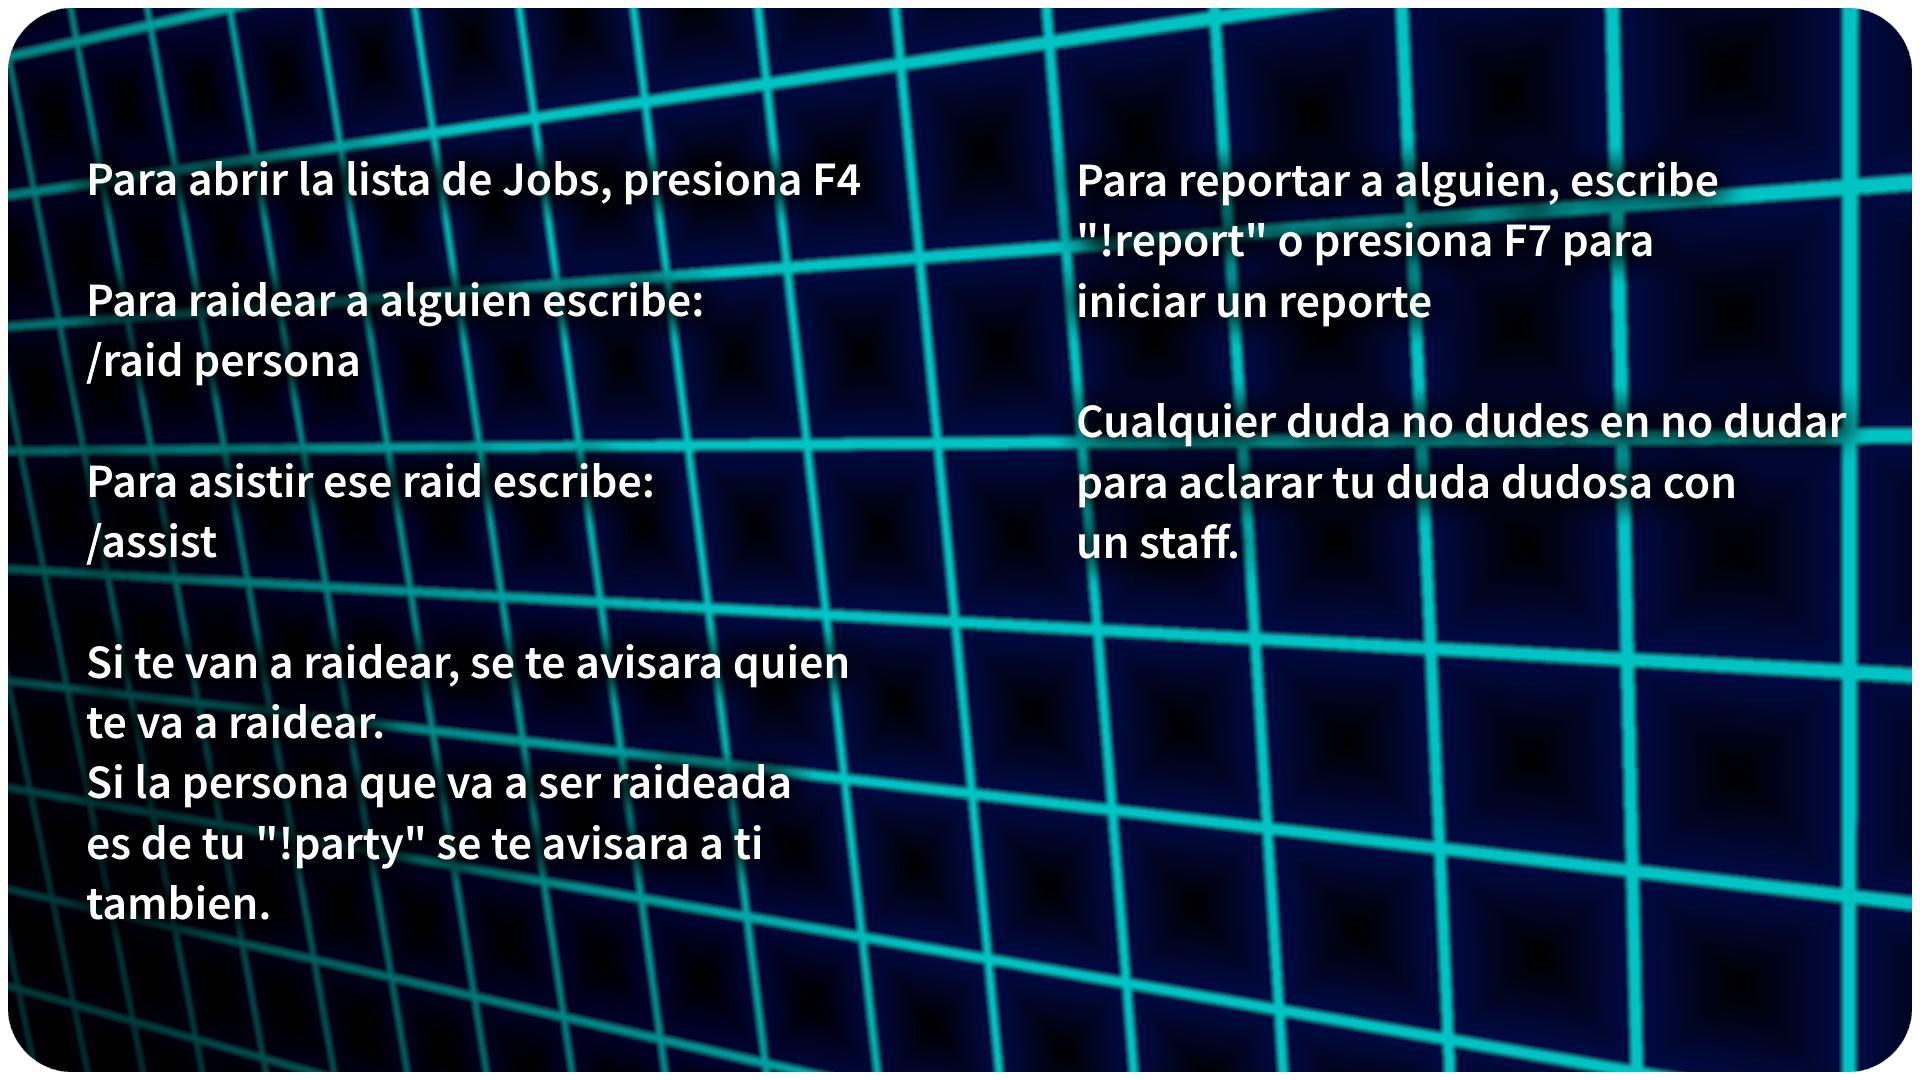 Para abrir la lista de Jobs, presiona F4
Para raidear a alguien escribe:
/raid persona
Para asistir ese raid escribe:
/assist
Si te van a raidear, se te avisara quien
te va a raidear.
Si la persona que va a ser raideada
es de tu "!party" se te avisara a ti
tambien.
Para reportar a alguien, escribe
"!report" o presiona F7 para
iniciar un reporte
Cualquier duda no dudes en no dudar
para aclarar tu duda dudosa con
un staff.